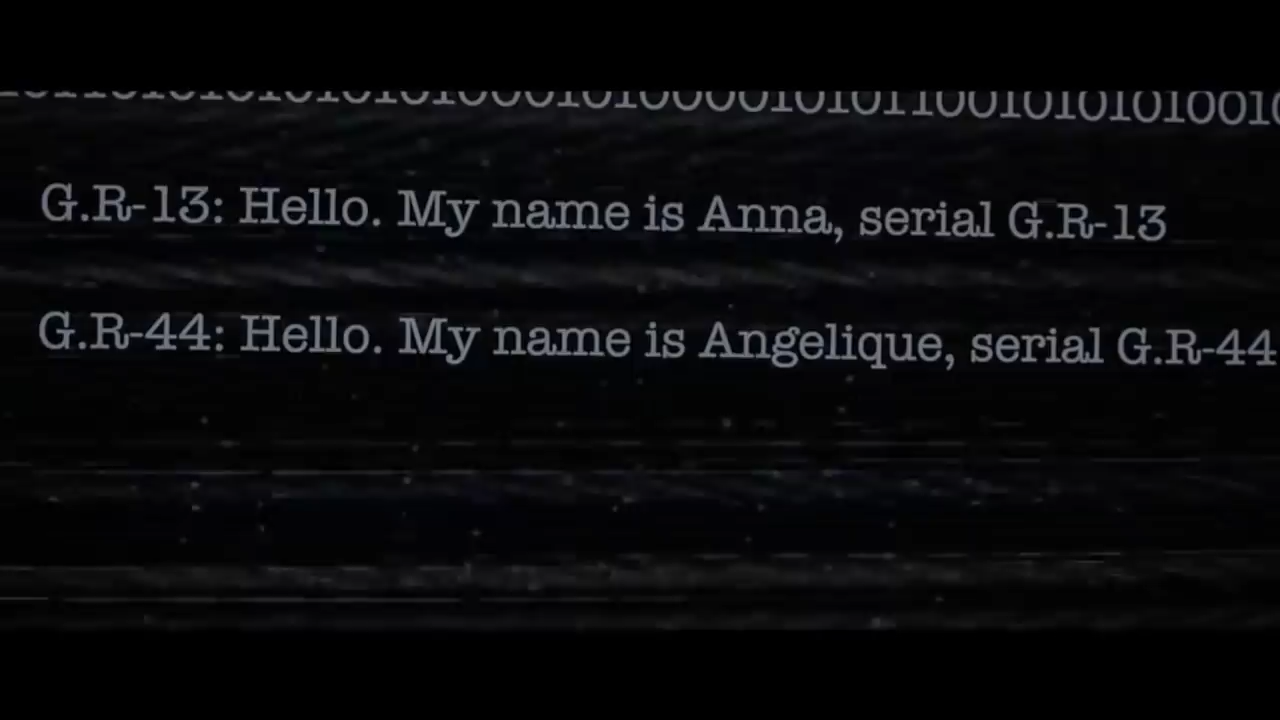 G.R-13: Hello. My name is Anna, serial G.R-13
G.R-44: Hello. My name is Angelique, serial G.R-44